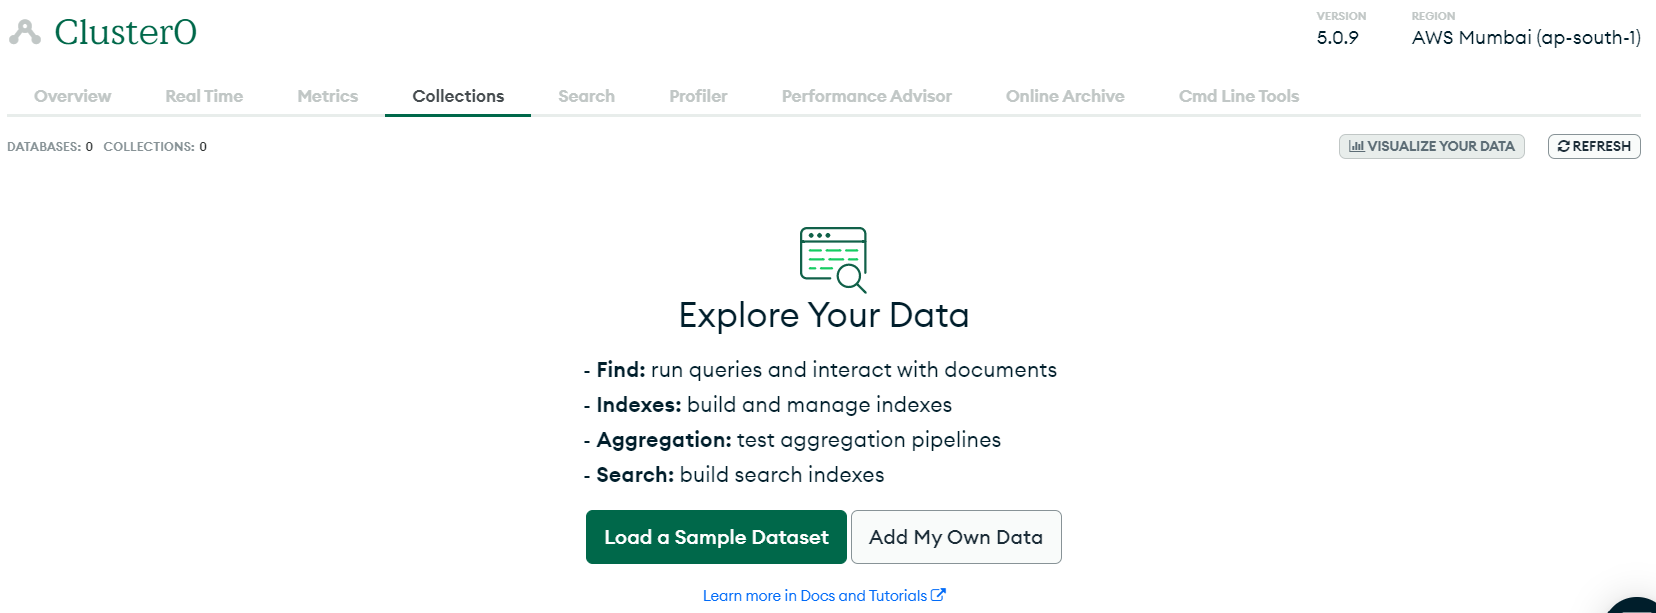 Cluster0
VERSION
5.0.9
REGION
AWS Mumbai (ap-south-1)
Overview Real Time Metrics Collections Search Profiler Performance Advisor Online Archive Cmd Line Tools
DATABASES: 0 COLLECTIONS: 0
VISUALIZE YOUR DATA
REFRESH
Explore Your Data
- Find: run queries and interact with documents
- Indexes: build and manage indexes
- Aggregation: test aggregation pipelines
- Search: build search indexes
Load a Sample Dataset
Add My Own Data
Learn more in Docs and Tutorials